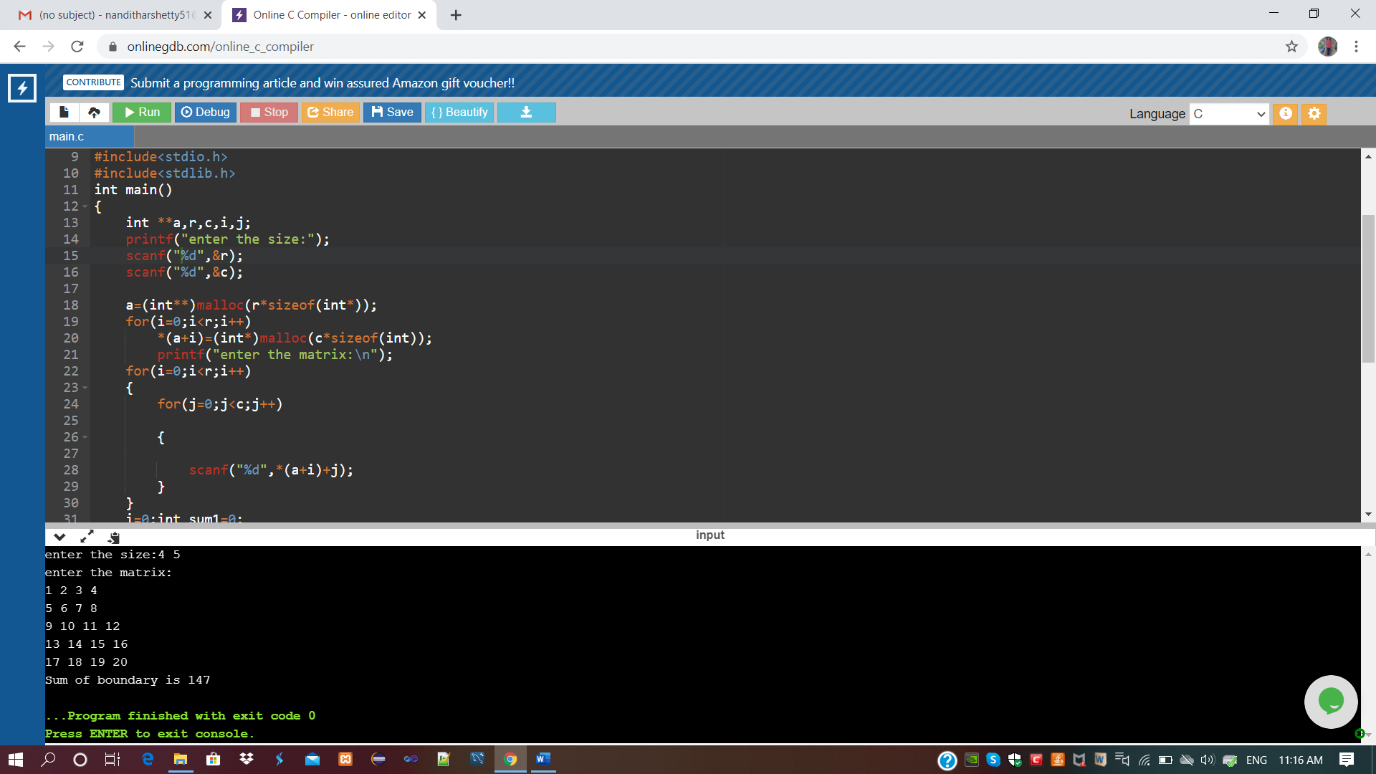 (no subject) - nanditharshetty516
Online C Compiler - online editor
onlinegdb.com/online_c_compiler
CONTRIBUTE Submit a programming article and win assured Amazon gift voucher!!
Run Debug Stop Share Save {} Beautify
Language C
main.c
9 #include<stdio.h>
10 #include<stdlib.h>
11 int main()
12 {
13 int **a,r,c,i,j;
14 printf("enter the size:");
15 scanf("%d",&r);
16 scanf("%d",&c);
17
18 a=(int**)malloc(r*sizeof(int*));
19 for(i=0;i<r;i++)
20 *(a+i)=(int*)malloc(c*sizeof(int));
21 printf("enter the matrix:\n");
22 for(i=0;i<r;i++)
23 {
24 for(j=0;j<c;j++)
25
26 {
27
28 scanf("%d",*(a+i)+j);
29 }
30 }
31 i=0;int sum1=0;
input
enter the size:4 5
enter the matrix:
1 2 3 4
5 6 7 8
9 10 11 12
13 14 15 16
17 18 19 20
Sum of boundary is 147
...Program finished with exit code 0
Press ENTER to exit console.
ENG 11:16 AM